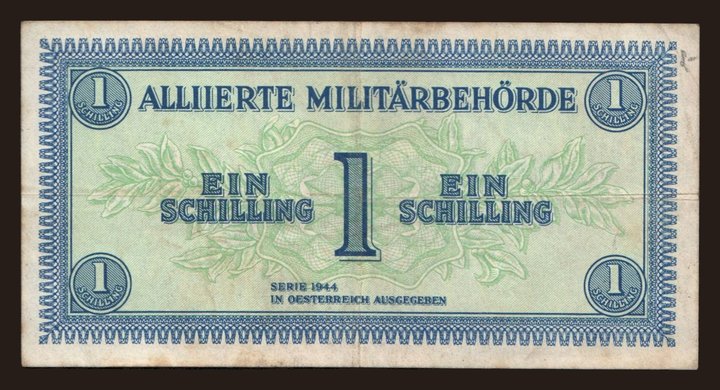 1 SCHILLING
ALLIIERTE MILITÄRBEHÖRDE
1 SCHILLING
EIN SCHILLING
1
EIN SCHILLING
SERIE 1944
IN OESTERREICH AUSGEGEBEN
1 SCHILLING
1 SCHILLING